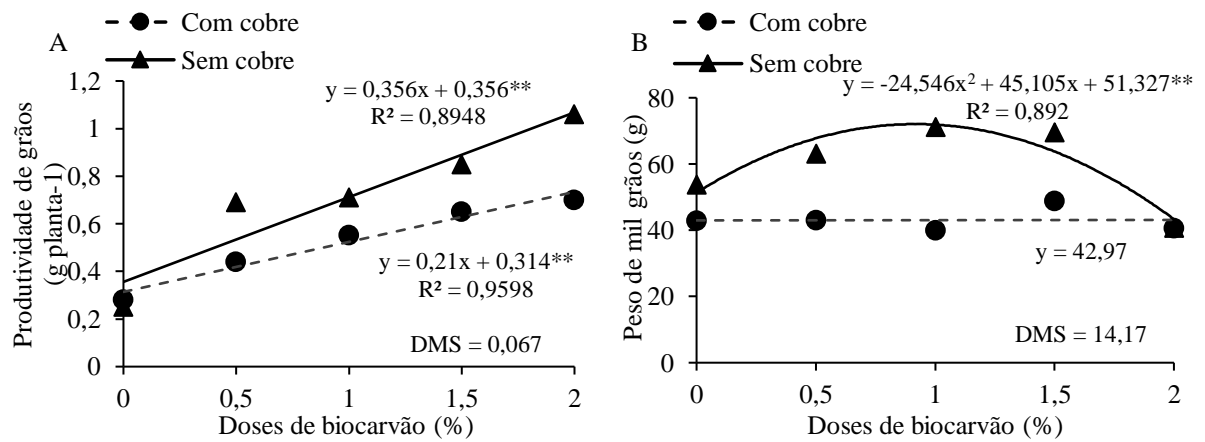 A
Com cobre
Sem cobre
y = 0,356x + 0,356**
R² = 0,8948
y = 0,21x + 0,314**
R² = 0,9598
DMS = 0,067
Produtividade de grãos
(g planta-1)
1,2
1
0,8
0,6
0,4
0,2
0
0 0,5 1 1,5 2
Doses de biocarvão (%)
B
Com cobre
Sem cobre
y = -24,546x² + 45,105x + 51,327**
R² = 0,892
y = 42,97
DMS = 14,17
Peso de mil grãos (g)
80
60
40
20
0
0 0,5 1 1,5 2
Doses de biocarvão (%)